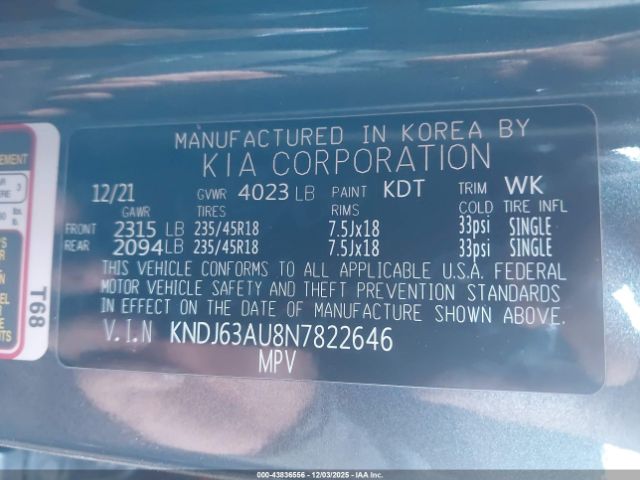 MANUFACTURED IN KOREA BY
KIA CORPORATION
12/21 GVWR 4023 LB PAINT KDT TRIM WK
GAWR TIRES RIMS COLD TIRE INFL
FRONT 2315 LB 235/45R18 7.5Jx18 33psi SINGLE
REAR 2094 LB 235/45R18 7.5Jx18 33psi SINGLE
THIS VEHICLE CONFORMS TO ALL APPLICABLE U.S.A. FEDERAL
MOTOR VEHICLE SAFETY AND THEFT PREVENTION STANDARDS
IN EFFECT ON THE DATE OF MANUFACTURE SHOWN ABOVE.
V.I.N KNDJ63AU8N7822646
MPV
T68
000-43836556 - 12/03/2025 - IAA Inc.